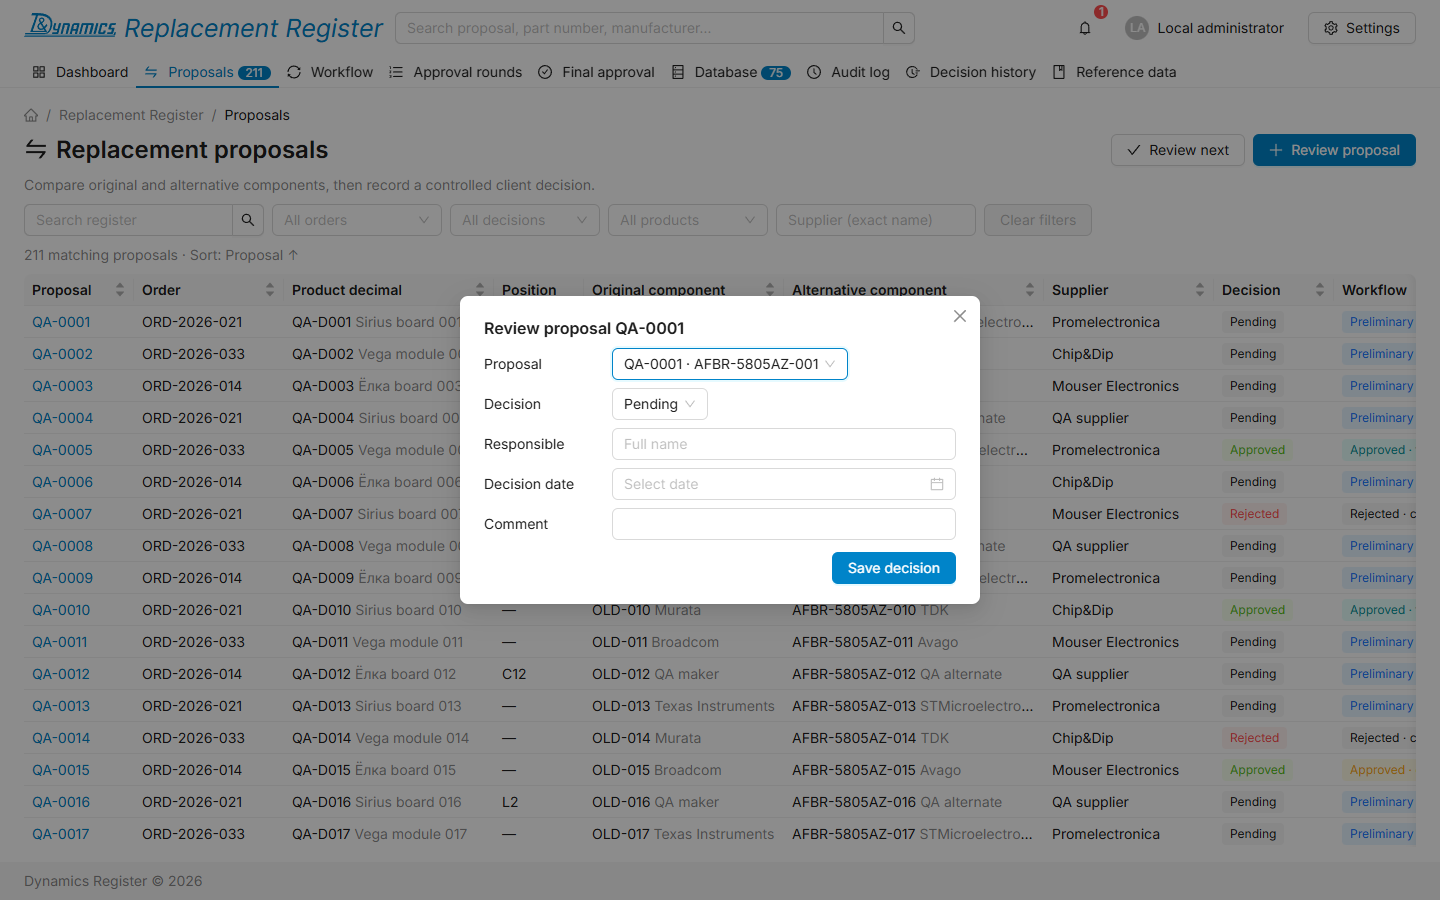 Dynamics Replacement Register Search proposal, part number, manufacturer... 1 LA Local administrator Settings
Dashboard Proposals 211 Workflow Approval rounds Final approval Database 75 Audit log Decision history Reference data
/ Replacement Register / Proposals
Replacement proposals Review next Review proposal
Compare original and alternative components, then record a controlled client decision.
Search register All orders All decisions All products Supplier (exact name) Clear filters
211 matching proposals · Sort: Proposal ↑
Proposal Order Product decimal Position Original component Alternative component Supplier Decision Workflow
QA-0001 ORD-2026-021 QA-D001 Sirius board 001 Promelectronica Pending Preliminary
QA-0002 ORD-2026-033 QA-D002 Vega module Chip&Dip Pending Preliminary
QA-0003 ORD-2026-014 QA-D003 Ёлка board 003 Mouser Electronics Pending Preliminary
QA-0004 ORD-2026-021 QA-D004 Sirius board QA supplier Pending Preliminary
QA-0005 ORD-2026-033 QA-D005 Vega module Promelectronica Approved Approved ·
QA-0006 ORD-2026-014 QA-D006 Ёлка board 006 Chip&Dip Pending Preliminary
QA-0007 ORD-2026-021 QA-D007 Sirius board Mouser Electronics Rejected Rejected · c
QA-0008 ORD-2026-033 QA-D008 Vega module QA supplier Pending Preliminary
QA-0009 ORD-2026-014 QA-D009 Ёлка board 009 Promelectronica Pending Preliminary
QA-0010 ORD-2026-021 QA-D010 Sirius board 010 — OLD-010 Murata AFBR-5805AZ-010 TDK Chip&Dip Approved Approved ·
QA-0011 ORD-2026-033 QA-D011 Vega module 011 — OLD-011 Broadcom AFBR-5805AZ-011 Avago Mouser Electronics Pending Preliminary
QA-0012 ORD-2026-014 QA-D012 Ёлка board 012 C12 OLD-012 QA maker AFBR-5805AZ-012 QA alternate QA supplier Pending Preliminary
QA-0013 ORD-2026-021 QA-D013 Sirius board 013 — OLD-013 Texas Instruments AFBR-5805AZ-013 STMicroelectro... Promelectronica Pending Preliminary
QA-0014 ORD-2026-033 QA-D014 Vega module 014 — OLD-014 Murata AFBR-5805AZ-014 TDK Chip&Dip Rejected Rejected · c
QA-0015 ORD-2026-014 QA-D015 Ёлка board 015 — OLD-015 Broadcom AFBR-5805AZ-015 Avago Mouser Electronics Approved Approved ·
QA-0016 ORD-2026-021 QA-D016 Sirius board 016 L2 OLD-016 QA maker AFBR-5805AZ-016 QA alternate QA supplier Pending Preliminary
QA-0017 ORD-2026-033 QA-D017 Vega module 017 — OLD-017 Texas Instruments AFBR-5805AZ-017 STMicroelectro... Promelectronica Pending Preliminary
Review proposal QA-0001
Proposal QA-0001 · AFBR-5805AZ-001
Decision Pending
Responsible Full name
Decision date Select date
Comment
Save decision
Dynamics Register © 2026